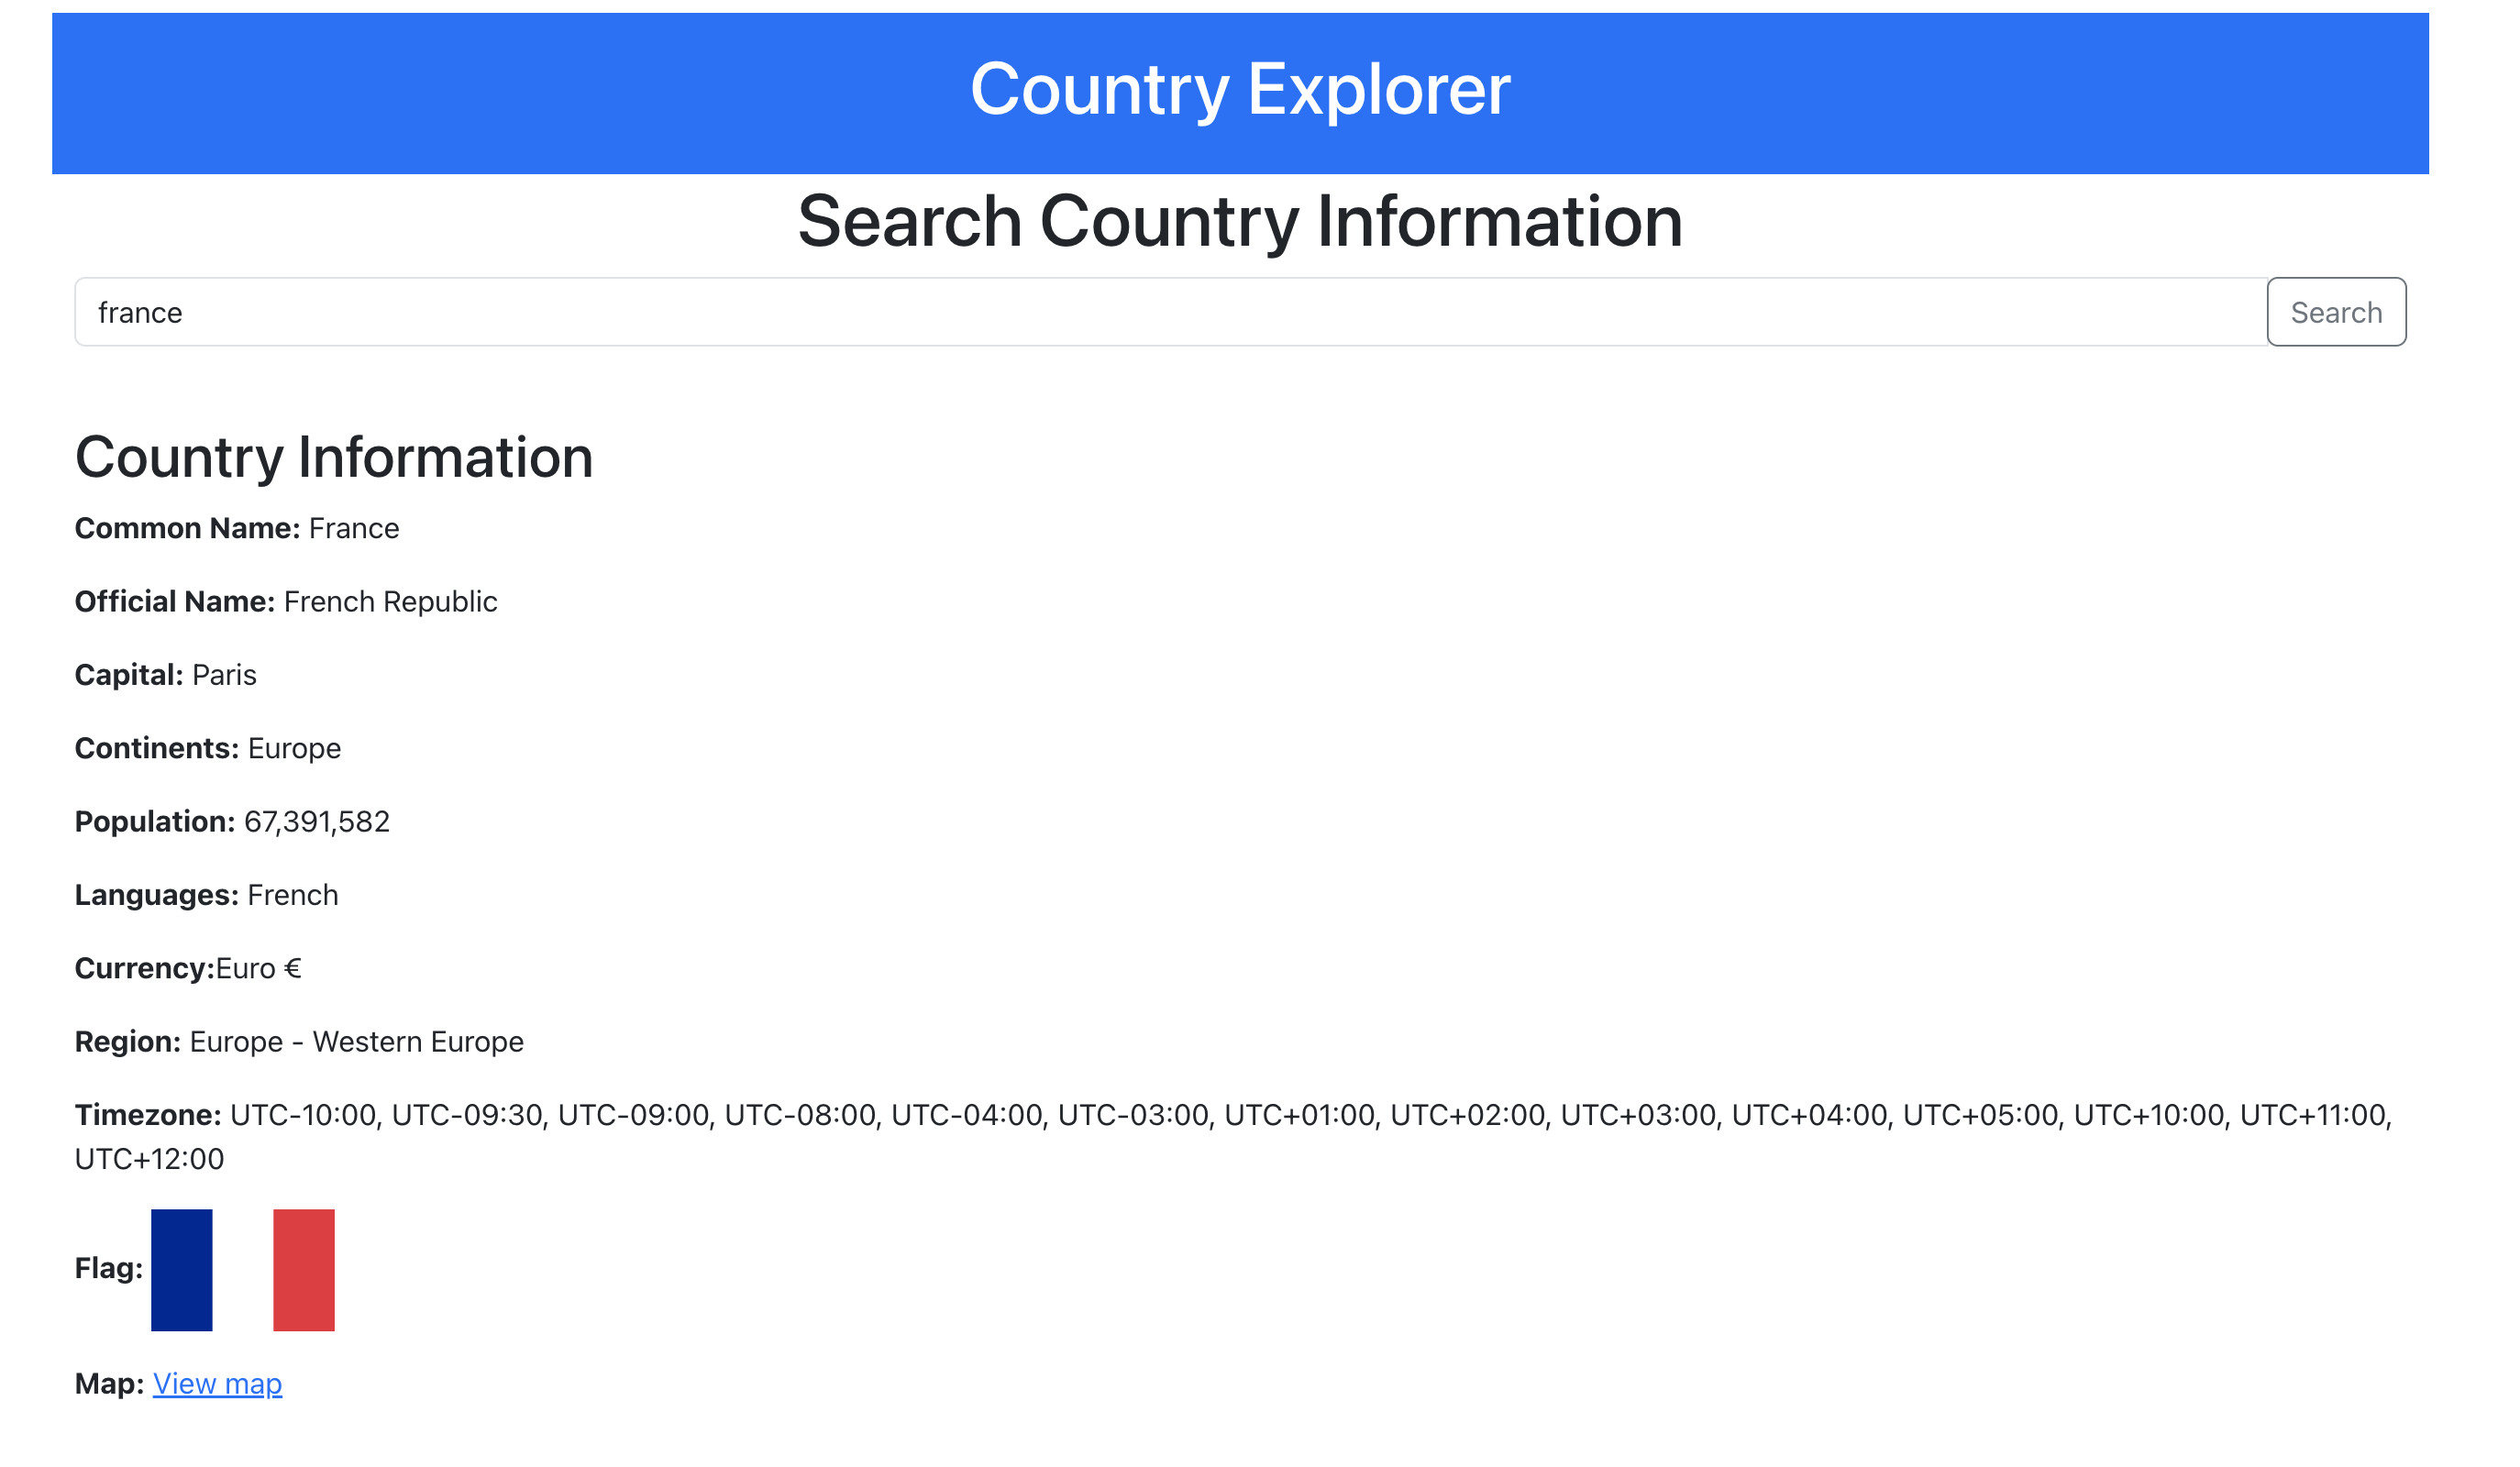 Country Explorer
Search Country Information
france
Search
Country Information
Common Name: France
Official Name: French Republic
Capital: Paris
Continents: Europe
Population: 67,391,582
Languages: French
Currency:Euro €
Region: Europe - Western Europe
Timezone: UTC-10:00, UTC-09:30, UTC-09:00, UTC-08:00, UTC-04:00, UTC-03:00, UTC+01:00, UTC+02:00, UTC+03:00, UTC+04:00, UTC+05:00, UTC+10:00, UTC+11:00,
UTC+12:00
Flag:
Map: View map